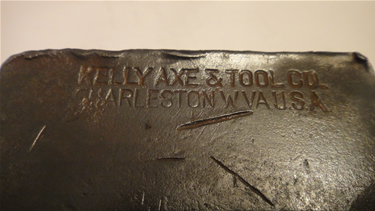 KELLY AXE & TOOL CO.
CHARLESTON W.VA U.S.A.